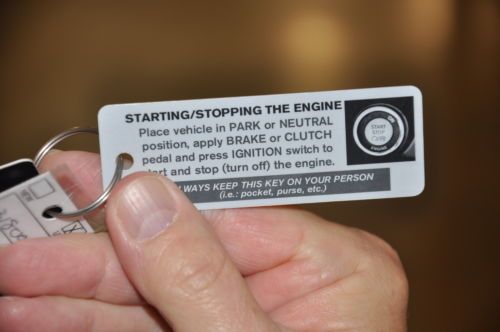 STARTING/STOPPING THE ENGINE
Place vehicle in PARK or NEUTRAL
position, apply BRAKE or CLUTCH
pedal and press IGNITION switch to
and stop (turn off) the engine.
KEEP THIS KEY ON YOUR PERSON
(i.e.: pocket, purse, etc.)
START
STOP
ENGINE